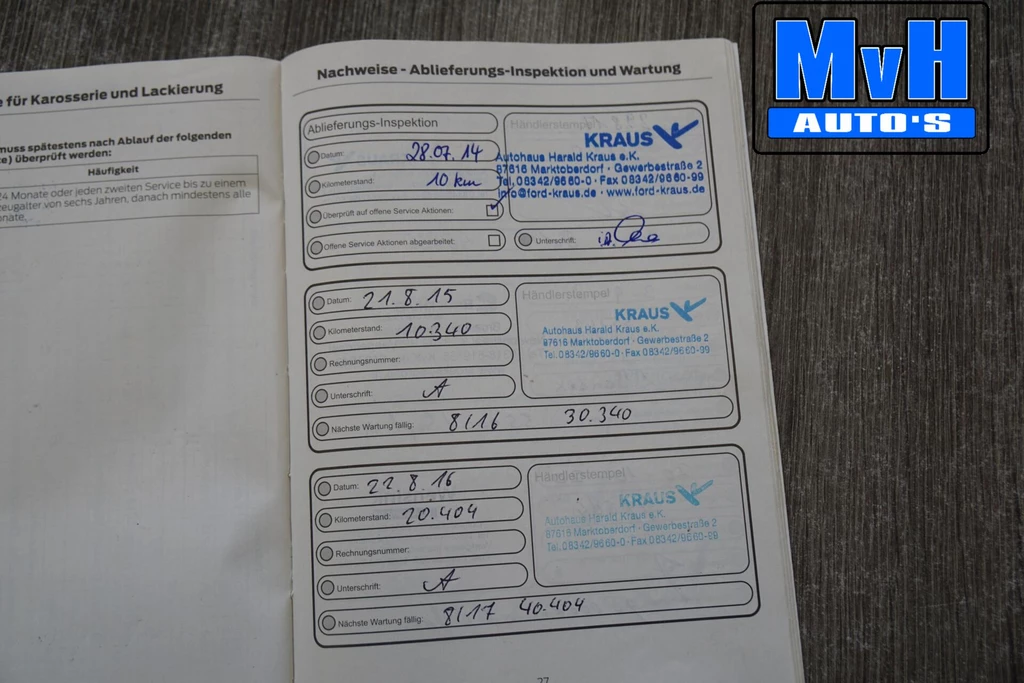 MvH
AUTO'S
e für Karosserie und Lackierung
muss spätestens nach Ablauf der folgenden
e) überprüft werden:
Häufigkeit
24 Monate oder jeden zweiten Service bis zu einem
zeugalter von sechs Jahren, danach mindestens alle
onate.
Nachweise - Ablieferungs-Inspektion und Wartung
Ablieferungs-Inspektion
Datum: 28.07.14
Kilometerstand: 10 km
Überprüft auf offene Service Aktionen:
Offene Service Aktionen abgearbeitet:
Händlerstempel
KRAUS
Autohaus Harald Kraus e.K.
87616 Marktoberdorf · Gewerbestraße 2
Tel. 08342/9660-0 · Fax 08342/9660-99
info@ford-kraus.de · www.ford-kraus.de
Unterschrift:
Datum: 21.8.15
Kilometerstand: 10.340
Rechnungsnummer:
Unterschrift:
Nächste Wartung fällig: 8/16 30.340
Händlerstempel
KRAUS
Autohaus Harald Kraus e.K.
87616 Marktoberdorf · Gewerbestraße 2
Tel. 08342/9660-0 · Fax 08342/9660-99
Datum: 22.8.16
Kilometerstand: 20.404
Rechnungsnummer:
Unterschrift:
Nächste Wartung fällig: 8/17 40.404
Händlerstempel
KRAUS
Autohaus Harald Kraus e.K.
87616 Marktoberdorf · Gewerbestraße 2
Tel. 08342/9660-0 · Fax 08342/9660-99
27